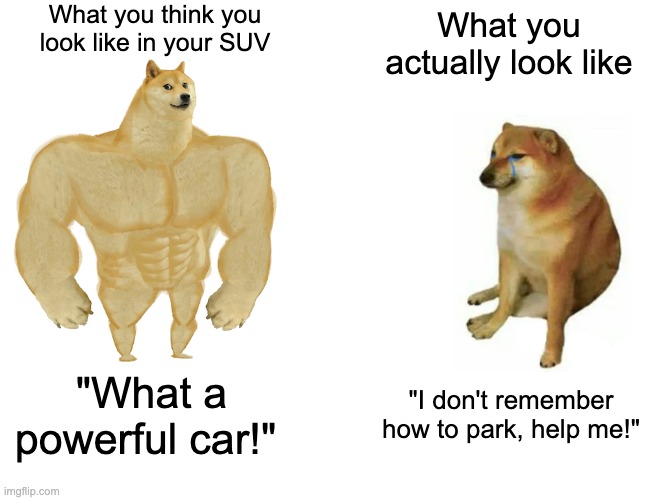 What you think you
look like in your SUV
What you
actually look like
"What a
powerful car!"
"I don't remember
how to park, help me!"
imgflip.com